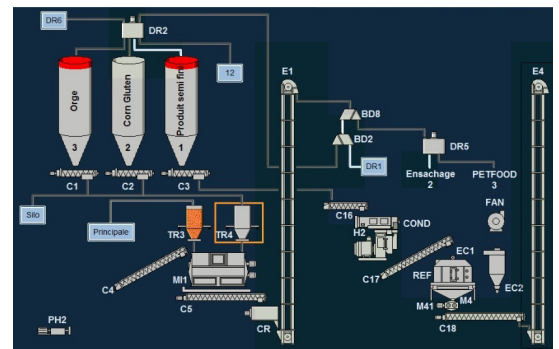 DR6
DR2
E1
E4
12
Orge
3
Corn Gluten
2
Produit semi fini
1
BD8
BD2
DR5
DR1
Ensachage
2
PETFOOD
3
C1
C2
C3
FAN
Silo
Principale
TR3
TR4
C16
COND
H2
C17
EC1
REF
EC2
C4
MI1
C5
CR
M41
M4
C18
PH2